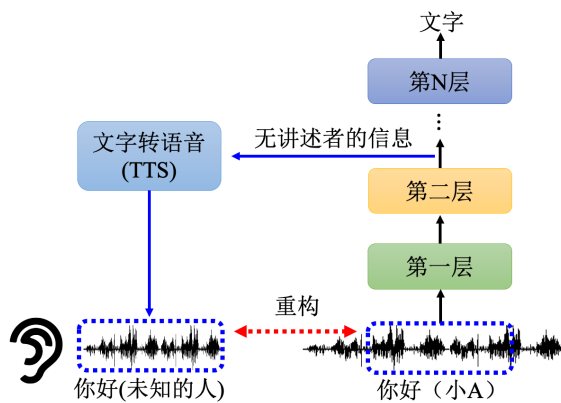 文字
第N层
...
文字转语音
(TTS)
无讲述者的信息
第二层
第一层
重构
你好(未知的人)
你好（小A）